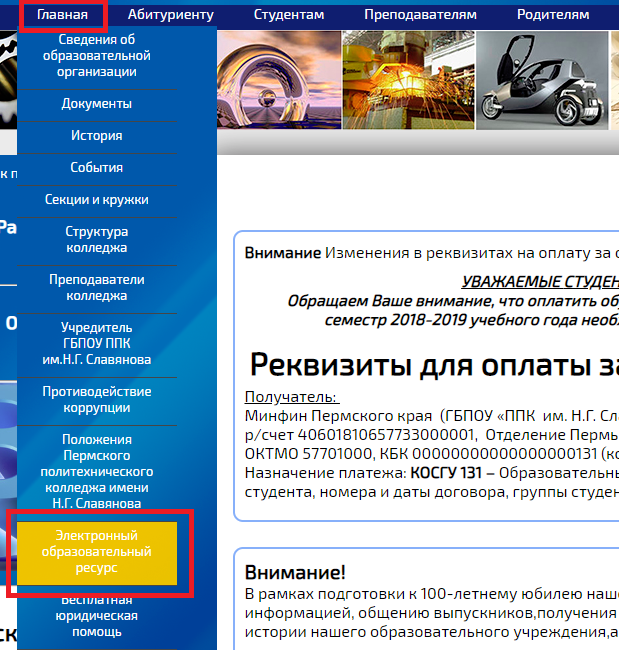 Главная Абитуриенту Студентам Преподавателям Родителям
Сведения об
образовательной
организации
Документы
История
События
Секции и кружки
Структура
колледжа
Преподаватели
колледжа
Учредитель
ГБПОУ ППК
им.Н.Г. Славянова
Противодействие
коррупции
Положения
Пермского
политехнического
колледжа имени
Н.Г. Славянова
Электронный
образовательный
ресурс
Бесплатная
юридическая
помощь
Внимание Изменения в реквизитах на оплату за
УВАЖАЕМЫЕ СТУДЕН
Обращаем Ваше внимание, что оплатить об
семестр 2018-2019 учебного года необ
Реквизиты для оплаты за
Получатель:
Минфин Пермского края (ГБПОУ «ППК им. Н.Г. Сла
р/счет 40601810657733000001, Отделение Пермь
ОКТМО 57701000, КБК 00000000000000000131 (ко
Назначение платежа: КОСГУ 131 – Образовательны
студента, номера и даты договора, группы студен
Внимание!
В рамках подготовки к 100-летнему юбилею наше
информацией, общению выпускников,получения
истории нашего образовательного учреждения,а